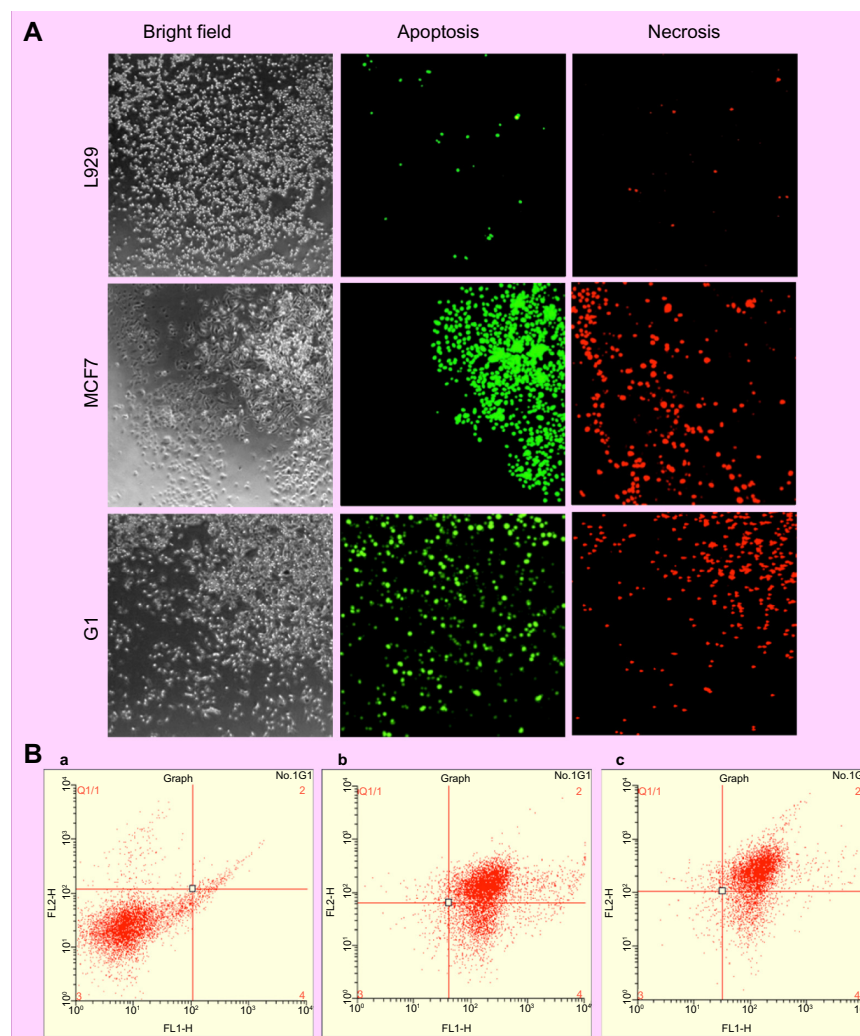 A
Bright field Apoptosis Necrosis
L929
MCF7
G1
B
a
Graph No.1G1
Q1/1 2
3 4
FL2-H
10⁴
10³
10²
10¹
10⁰
10⁰ 10¹ 10² 10³ 10⁴
FL1-H
b
Graph No.1G1
Q1/1 2
3 4
FL2-H
10⁴
10³
10²
10¹
10⁰
10⁰ 10¹ 10² 10³ 10⁴
FL1-H
c
Graph No.1G1
Q1/1 2
3 4
FL2-H
10⁴
10³
10²
10¹
10⁰
10⁰ 10¹ 10² 10³
FL1-H